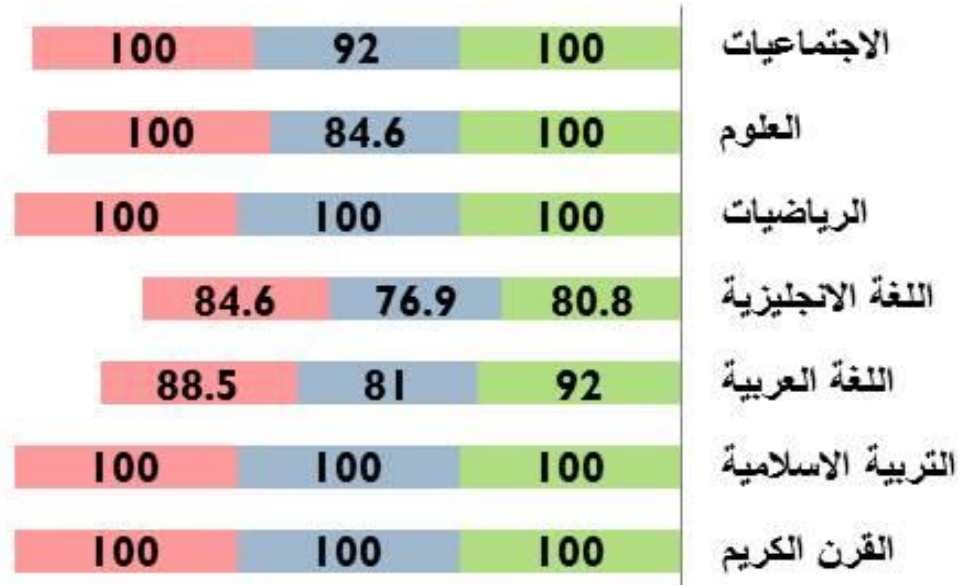 الاجتماعيات 100 92 100
العلوم 100 84.6 100
الرياضيات 100 100 100
اللغة الانجليزية 80.8 76.9 84.6
اللغة العربية 92 81 88.5
التربية الاسلامية 100 100 100
القرن الكريم 100 100 100